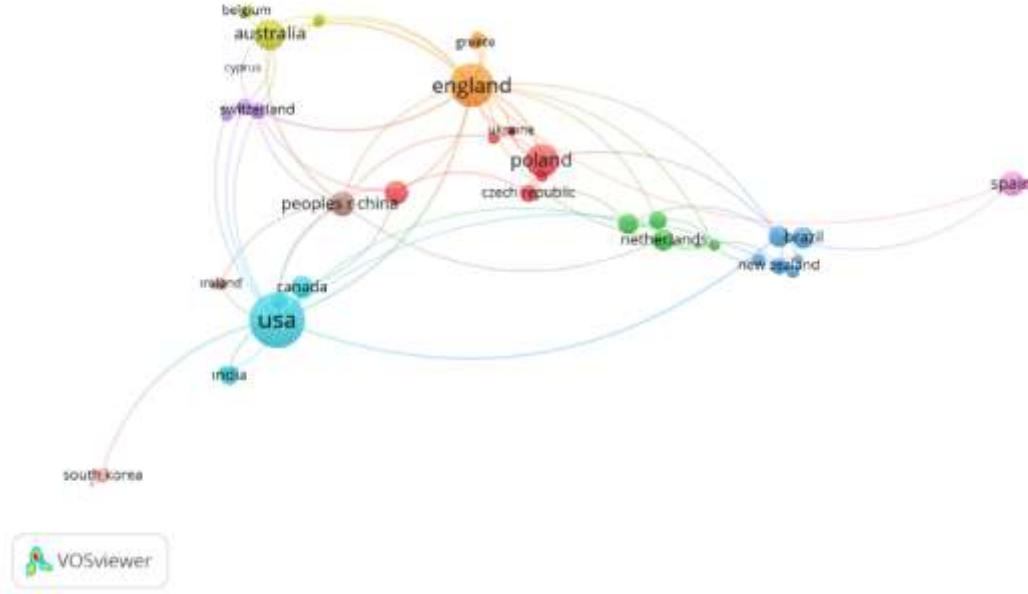 belgium
australia
greece
cyprus
england
switzerland
ukraine
poland
czech republic
spain
peoples r china
netherlands
brazil
new zealand
ireland
canada
usa
india
south korea
VOSviewer